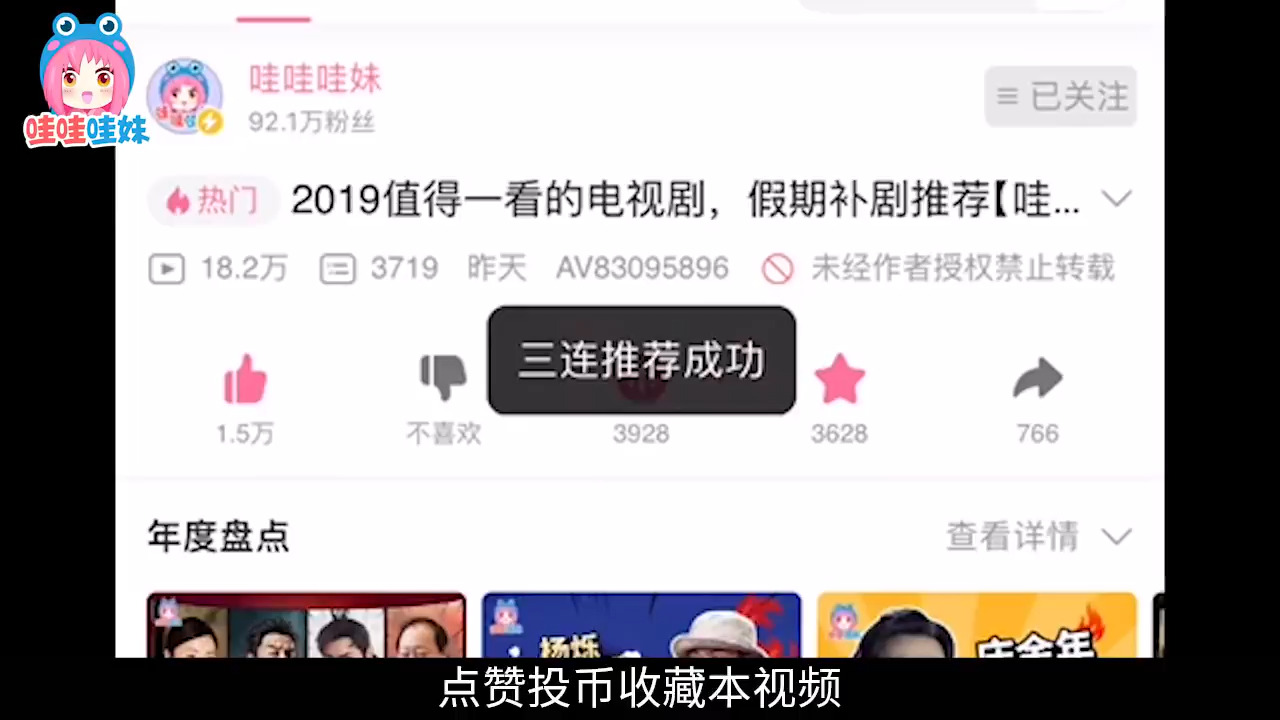 哇哇哇妹
哇哇哇妹
92.1万粉丝
已关注
热门
2019值得一看的电视剧，假期补剧推荐【哇...
18.2万
3719
昨天
AV83095896
未经作者授权禁止转载
三连推荐成功
1.5万
不喜欢
3928
3628
766
年度盘点
查看详情
杨烁
点赞投币收藏本视频